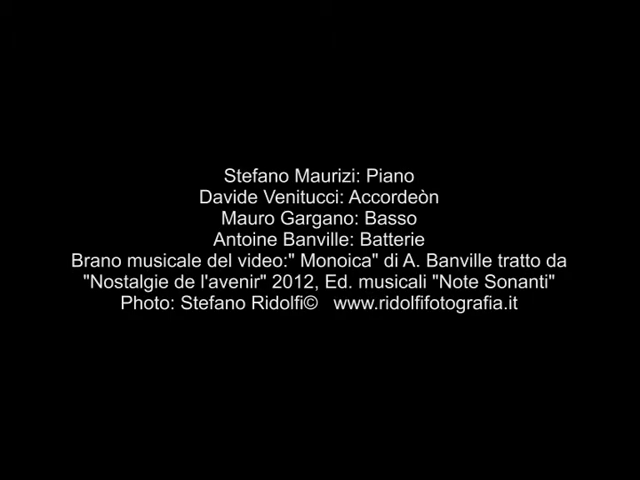 Stefano Maurizi: Piano
Davide Venitucci: Accordeòn
Mauro Gargano: Basso
Antoine Banville: Batterie
Brano musicale del video:" Monoica" di A. Banville tratto da
"Nostalgie de l'avenir" 2012, Ed. musicali "Note Sonanti"
Photo: Stefano Ridolfi© www.ridolfifotografia.it